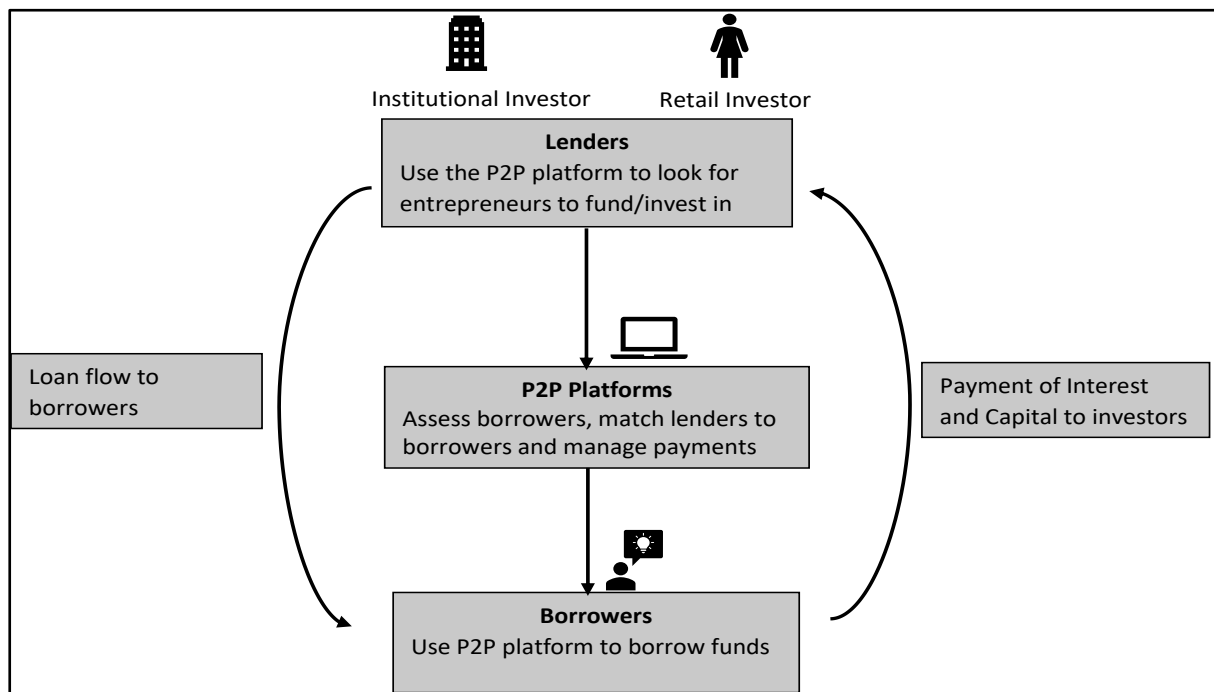 Institutional Investor
Retail Investor
Lenders
Use the P2P platform to look for
entrepreneurs to fund/invest in
Loan flow to
borrowers
P2P Platforms
Assess borrowers, match lenders to
borrowers and manage payments
Payment of Interest
and Capital to investors
Borrowers
Use P2P platform to borrow funds